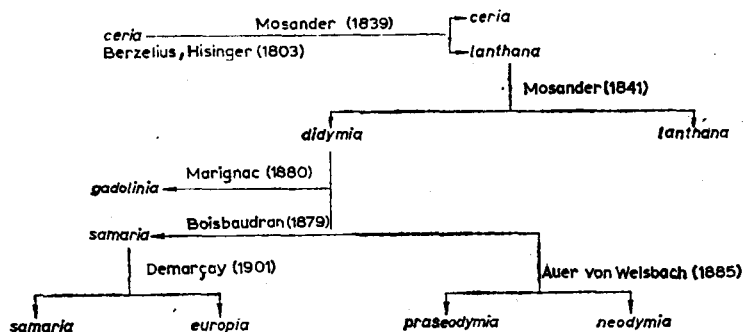 Mosander (1839)
ceria
ceria
Berzelius, Hisinger (1803)
lanthana
Mosander (1841)
didymia
lanthana
Marignac (1880)
gadolinia
Boisbaudran (1879)
samaria
Demarçay (1901)
Auer von Welsbach (1885)
samaria
europia
praseodymia
neodymia